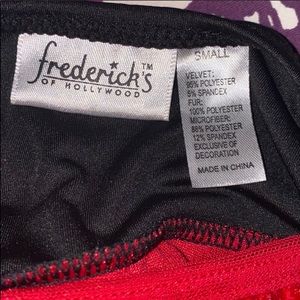 frederick's™
OF HOLLYWOOD
SMALL
VELVET:
95% POLYESTER
5% SPANDEX
FUR:
100% POLYESTER
MICROFIBER:
88% POLYESTER
12% SPANDEX
EXCLUSIVE OF
DECORATION
MADE IN CHINA